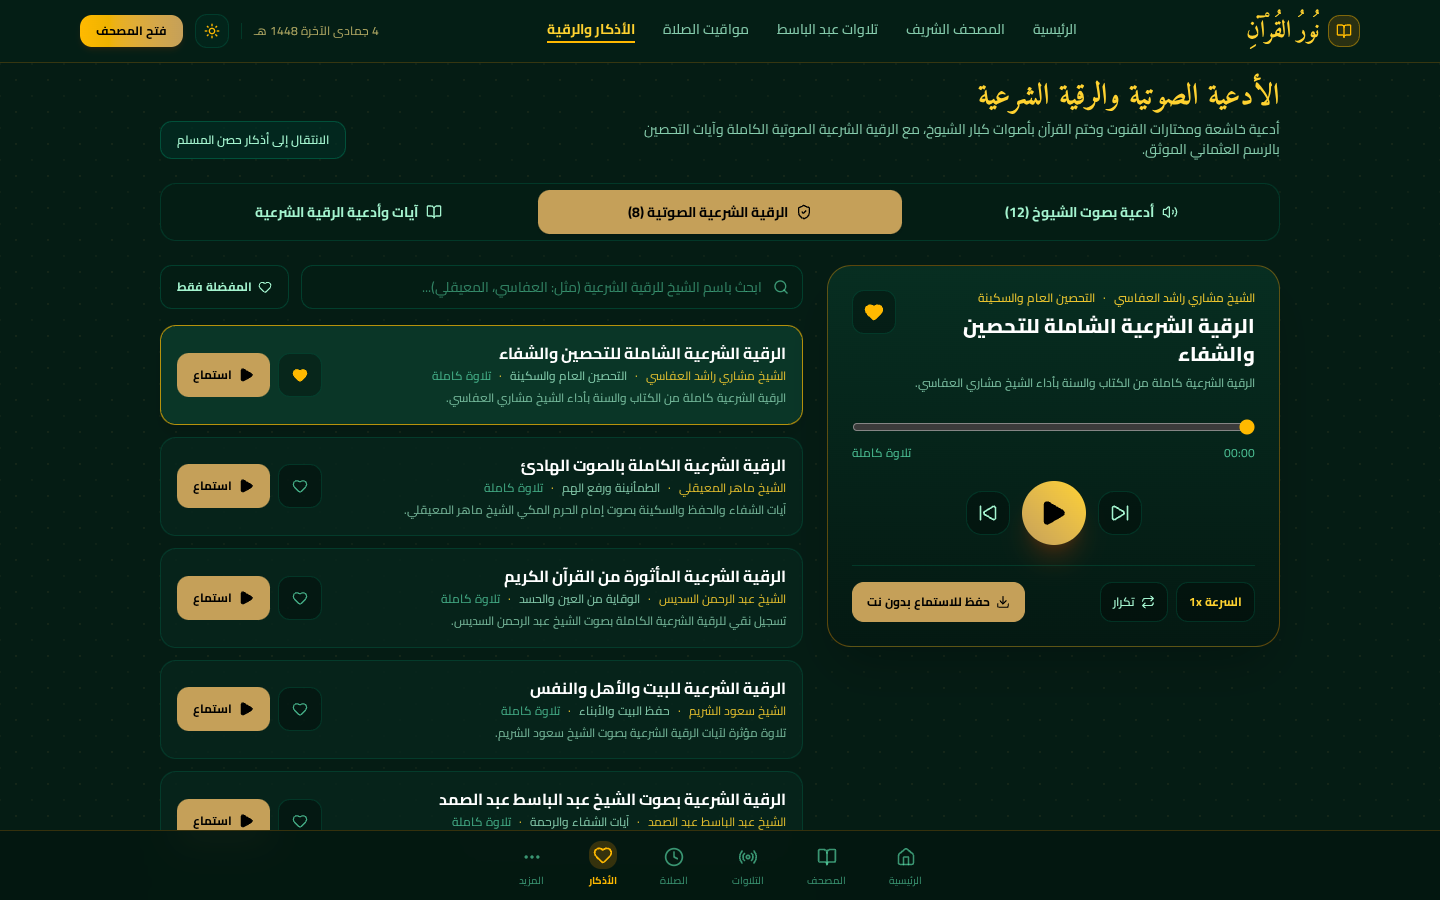 نُورُ القُرْآنِ
الرئيسية
المصحف الشريف
تلاوات عبد الباسط
مواقيت الصلاة
الأذكار والرقية
4 جمادى الآخرة 1448 هـ
فتح المصحف
الأدعية الصوتية والرقية الشرعية
أدعية خاشعة ومختارات القنوت وختم القرآن بأصوات كبار الشيوخ، مع الرقية الشرعية الصوتية الكاملة وآيات التحصين
بالرسم العثماني الموثق.
الانتقال إلى أذكار حصن المسلم
أدعية بصوت الشيوخ (12)
الرقية الشرعية الصوتية (8)
آيات وأدعية الرقية الشرعية
الشيخ مشاري راشد العفاسي · التحصين العام والسكينة
الرقية الشرعية الشاملة للتحصين
والشفاء
الرقية الشرعية كاملة من الكتاب والسنة بأداء الشيخ مشاري العفاسي.
00:00
تلاوة كاملة
السرعة 1x
تكرار
حفظ للاستماع بدون نت
ابحث باسم الشيخ للرقية الشرعية (مثل: العفاسي، المعيقلي)...
المفضلة فقط
الرقية الشرعية الشاملة للتحصين والشفاء
الشيخ مشاري راشد العفاسي · التحصين العام والسكينة · تلاوة كاملة
الرقية الشرعية كاملة من الكتاب والسنة بأداء الشيخ مشاري العفاسي.
استماع
الرقية الشرعية الكاملة بالصوت الهادئ
الشيخ ماهر المعيقلي · الطمأنينة ورفع الهم · تلاوة كاملة
آيات الشفاء والحفظ والسكينة بصوت إمام الحرم المكي الشيخ ماهر المعيقلي.
استماع
الرقية الشرعية المأثورة من القرآن الكريم
الشيخ عبد الرحمن السديس · الوقاية من العين والحسد · تلاوة كاملة
تسجيل نقي للرقية الشرعية الكاملة بصوت الشيخ عبد الرحمن السديس.
استماع
الرقية الشرعية للبيت والأهل والنفس
الشيخ سعود الشريم · حفظ البيت والأبناء · تلاوة كاملة
تلاوة مؤثرة لآيات الرقية الشرعية بصوت الشيخ سعود الشريم.
استماع
الرقية الشرعية بصوت الشيخ عبد الباسط عبد الصمد
الشيخ عبد الباسط عبد الصمد · آيات الشفاء والرحمة · تلاوة كاملة
استماع
الرئيسية
المصحف
التلاوات
الصلاة
الأذكار
المزيد